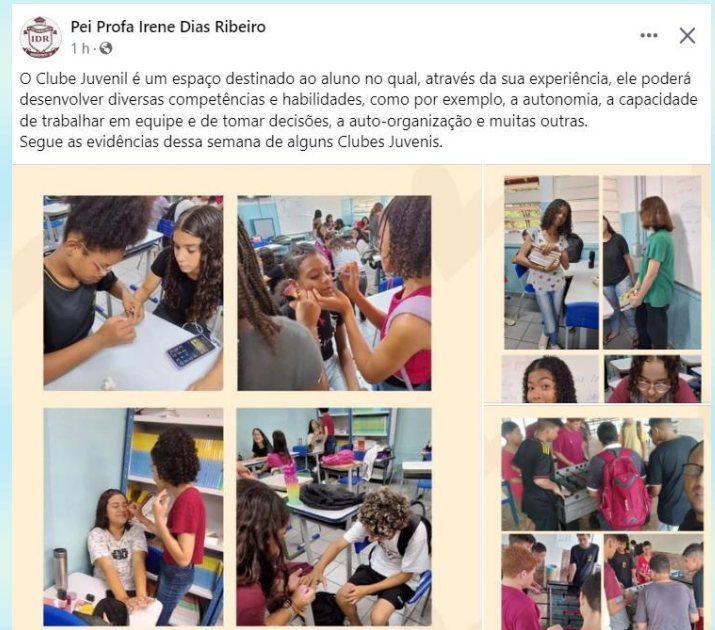 Pei Profa Irene Dias Ribeiro
1 h ·
O Clube Juvenil é um espaço destinado ao aluno no qual, através da sua experiência, ele poderá
desenvolver diversas competências e habilidades, como por exemplo, a autonomia, a capacidade
de trabalhar em equipe e de tomar decisões, a auto-organização e muitas outras.
Segue as evidências dessa semana de alguns Clubes Juvenis.
IDR